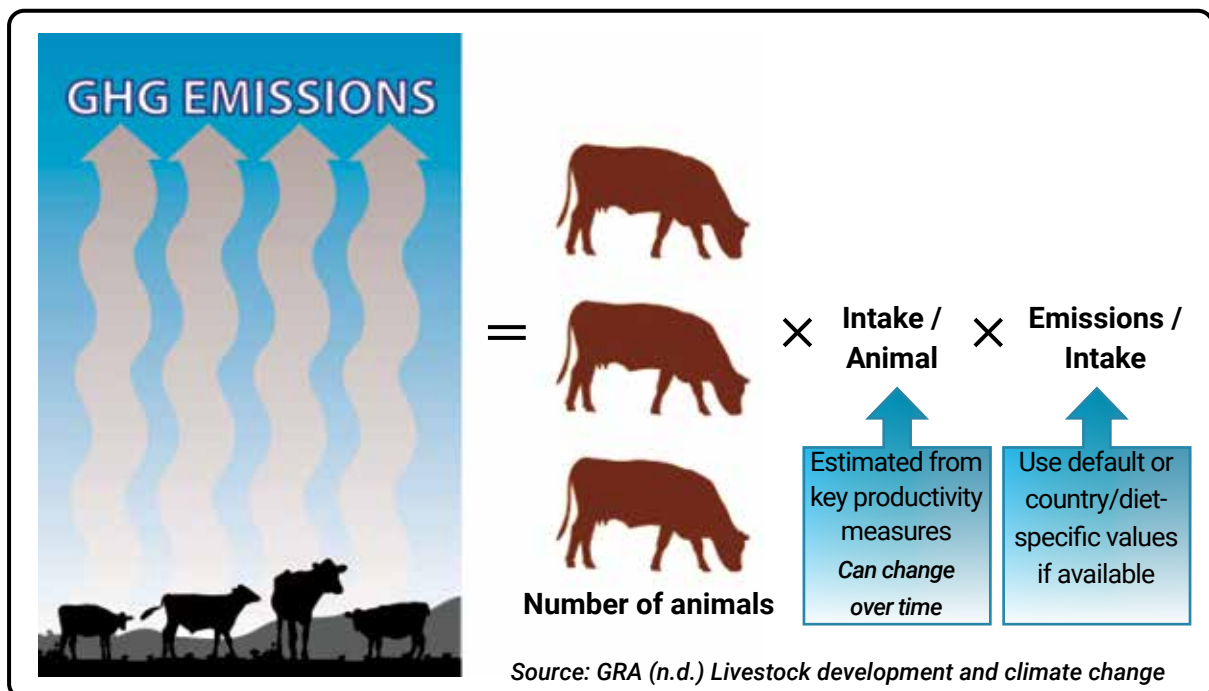 GHG EMISSIONS
=
Number of animals
×
Intake /
Animal
×
Emissions /
Intake
Estimated from
key productivity
measures
Can change
over time
Use default or
country/diet-
specific values
if available
Source: GRA (n.d.) Livestock development and climate change